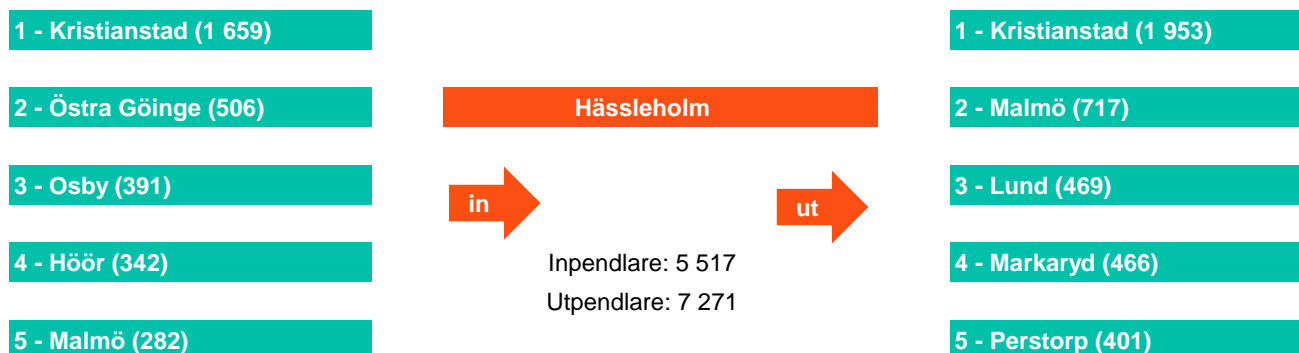 1 - Kristianstad (1 659)
2 - Östra Göinge (506)
3 - Osby (391)
4 - Höör (342)
5 - Malmö (282)
Hässleholm
in
ut
Inpendlare: 5 517
Utpendlare: 7 271
1 - Kristianstad (1 953)
2 - Malmö (717)
3 - Lund (469)
4 - Markaryd (466)
5 - Perstorp (401)